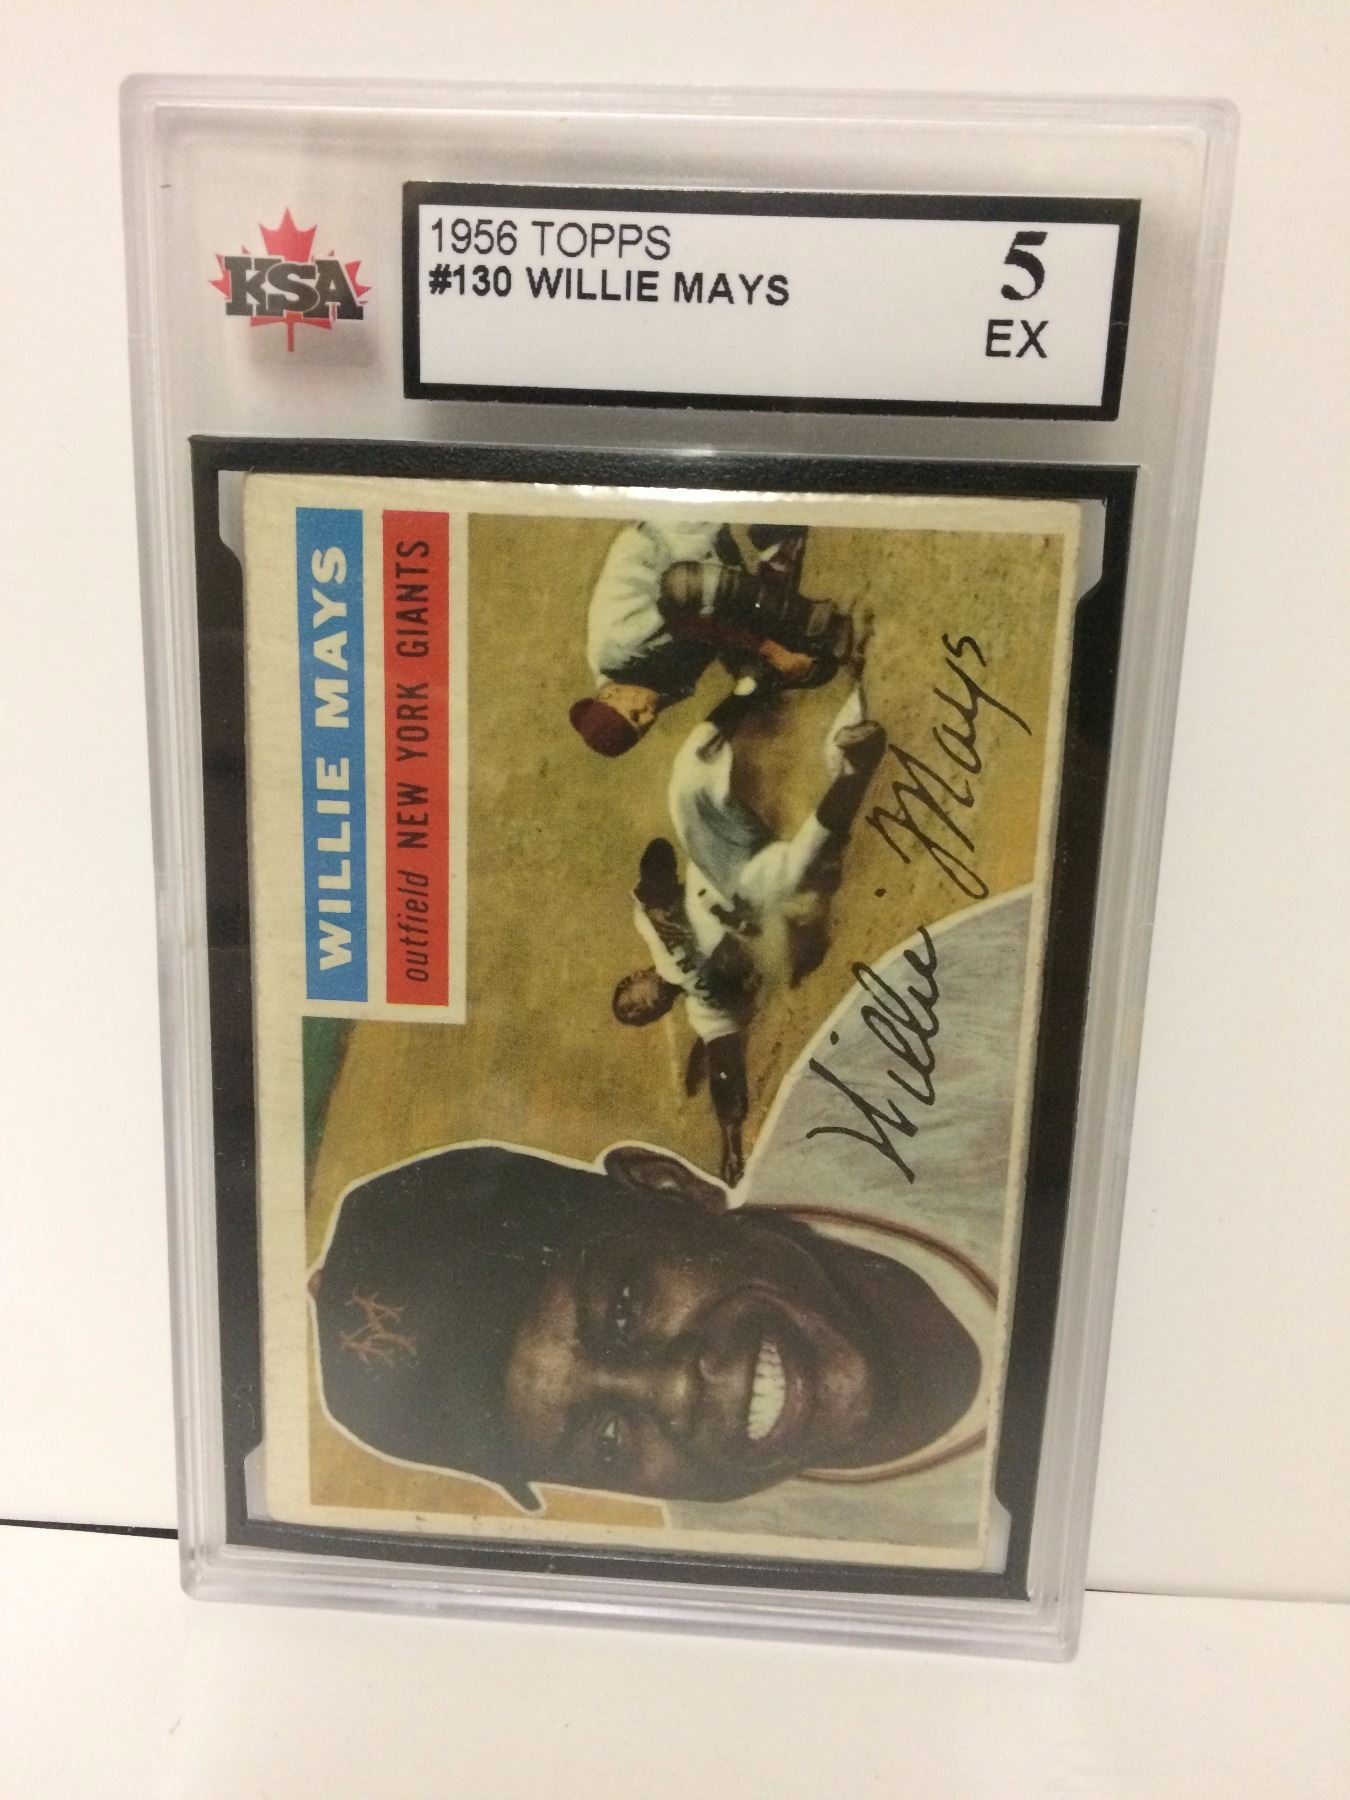 KSA
1956 TOPPS
#130 WILLIE MAYS
5
EX
WILLIE MAYS
outfield NEW YORK GIANTS
Willie Mays